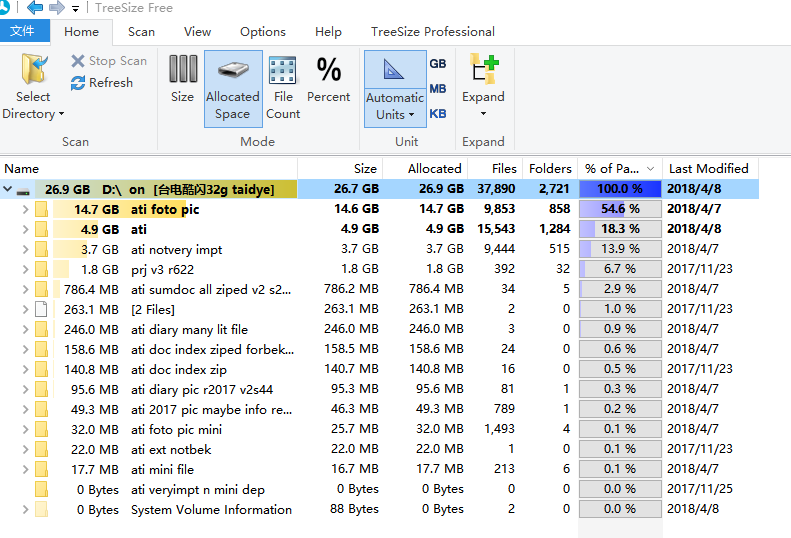 TreeSize Free
文件 Home Scan View Options Help TreeSize Professional
Select Directory
Stop Scan
Refresh
Size
Allocated Space
File Count
%
Percent
Automatic Units
GB
MB
KB
Expand
Scan Mode Unit Expand
Name Size Allocated Files Folders % of Pa... Last Modified
26.9 GB D:\ on [台电酷闪32g taidye] 26.7 GB 26.9 GB 37,890 2,721 100.0 % 2018/4/8
14.7 GB ati foto pic 14.6 GB 14.7 GB 9,853 858 54.6 % 2018/4/7
4.9 GB ati 4.9 GB 4.9 GB 15,543 1,284 18.3 % 2018/4/8
3.7 GB ati notvery impt 3.7 GB 3.7 GB 9,444 515 13.9 % 2018/4/7
1.8 GB prj v3 r622 1.8 GB 1.8 GB 392 32 6.7 % 2017/11/23
786.4 MB ati sumdoc all ziped v2 s2... 786.2 MB 786.4 MB 34 5 2.9 % 2018/4/7
263.1 MB [2 Files] 263.1 MB 263.1 MB 2 0 1.0 % 2017/11/23
246.0 MB ati diary many lit file 246.0 MB 246.0 MB 3 0 0.9 % 2018/4/7
158.6 MB ati doc index ziped forbek... 158.5 MB 158.6 MB 24 0 0.6 % 2018/4/7
140.8 MB ati doc index zip 140.7 MB 140.8 MB 16 0 0.5 % 2017/11/23
95.6 MB ati diary pic r2017 v2s44 95.3 MB 95.6 MB 81 1 0.3 % 2018/4/7
49.3 MB ati 2017 pic maybe info re... 46.3 MB 49.3 MB 789 1 0.2 % 2018/4/7
32.0 MB ati foto pic mini 25.7 MB 32.0 MB 1,493 4 0.1 % 2018/4/7
22.0 MB ati ext notbek 22.0 MB 22.0 MB 1 0 0.1 % 2017/11/23
17.7 MB ati mini file 16.7 MB 17.7 MB 213 6 0.1 % 2018/4/7
0 Bytes ati veryimpt n mini dep 0 Bytes 0 Bytes 0 0 0.0 % 2017/11/25
0 Bytes System Volume Information 88 Bytes 0 Bytes 2 0 0.0 % 2018/4/8